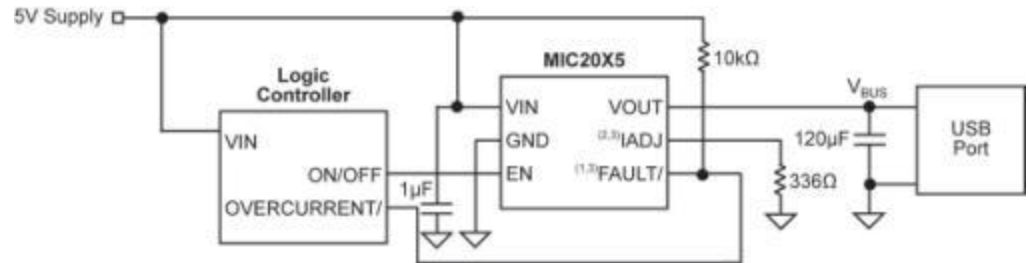 5V Supply
MIC20X5
10kΩ
Logic
Controller
VIN
ON/OFF
OVERCURRENT/
1µF
VIN
GND
EN
VOUT
(2,3)IADJ
(1,3)FAULT/
336Ω
VBUS
120µF
USB
Port